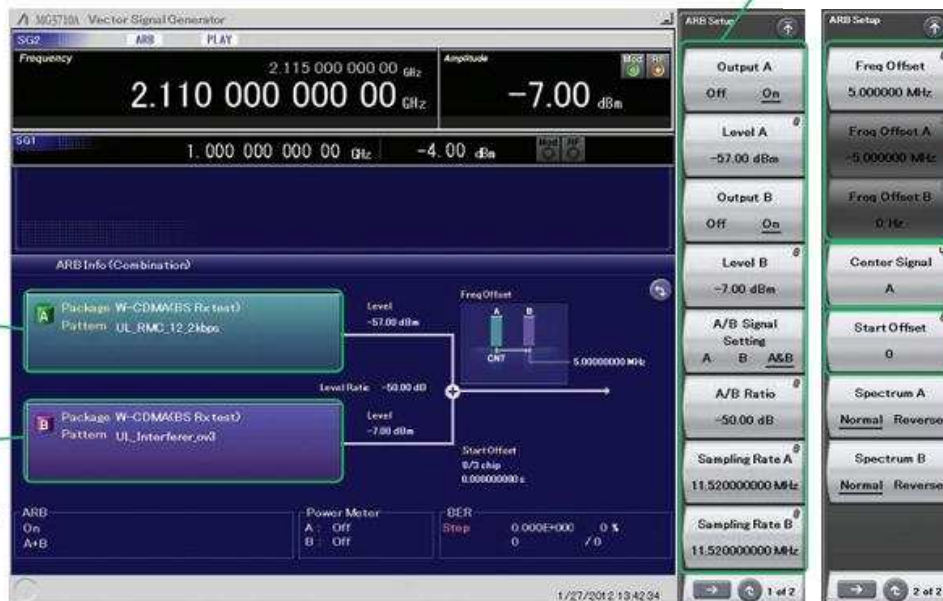 MG3710A Vector Signal Generator
SG2 ARB PLAY
Frequency
2.115 000 000 00 GHz
2.110 000 000 00 GHz
Amplitude
Mod RF
-7.00 dBm
SG1
1. 000 000 000 00 GHz
-4. 00 dBm
Mod RF
ARB Info (Combination)
A
Package W-CDMA(BS Rx test)
Pattern UL_RMC_12_2kbps
Level
-57.00 dBm
Freq Offset
A B
CNT
5.00000000 MHz
Level Ratio -50.00 dB
B
Package W-CDMA(BS Rx test)
Pattern UL_Interferer_ov3
Level
-7.00 dBm
Start Offset
0/3 chip
0.000000000 s
ARB
On
A+B
Power Meter
A : Off
B : Off
BER
Stop 0.000E+000 0 %
0 / 0
1/27/2012 13:42:34
ARB Setup
Output A
Off On
Level A
-57.00 dBm
Output B
Off On
Level B
-7.00 dBm
A/B Signal
Setting
A B A&B
A/B Ratio
-50.00 dB
Sampling Rate A
11.520000000 MHz
Sampling Rate B
11.520000000 MHz
1 of 2
ARB Setup
Freq Offset
5.000000 MHz
Freq Offset A
-5.000000 MHz
Freq Offset B
0 Hz
Center Signal
A
Start Offset
0
Spectrum A
Normal Reverse
Spectrum B
Normal Reverse
2 of 2